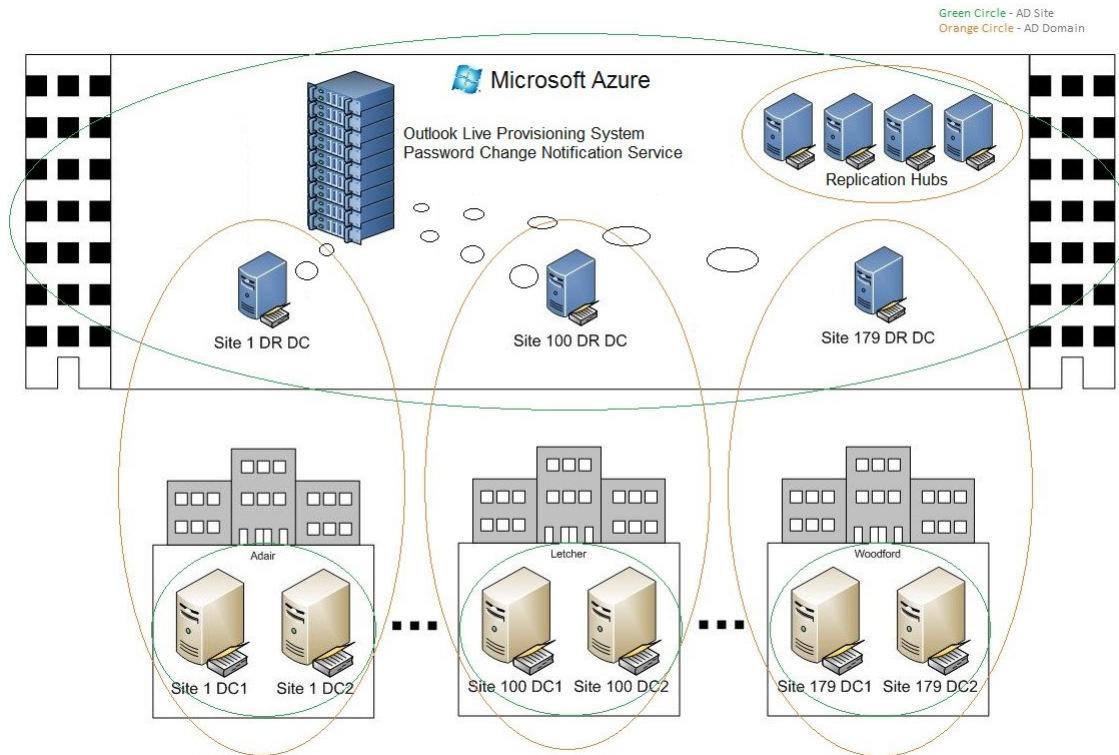 Green Circle - AD Site
Orange Circle - AD Domain
Microsoft Azure
Outlook Live Provisioning System
Password Change Notification Service
Replication Hubs
Site 1 DR DC
Site 100 DR DC
Site 179 DR DC
Adair
Letcher
Woodford
Site 1 DC1
Site 1 DC2
Site 100 DC1
Site 100 DC2
Site 179 DC1
Site 179 DC2